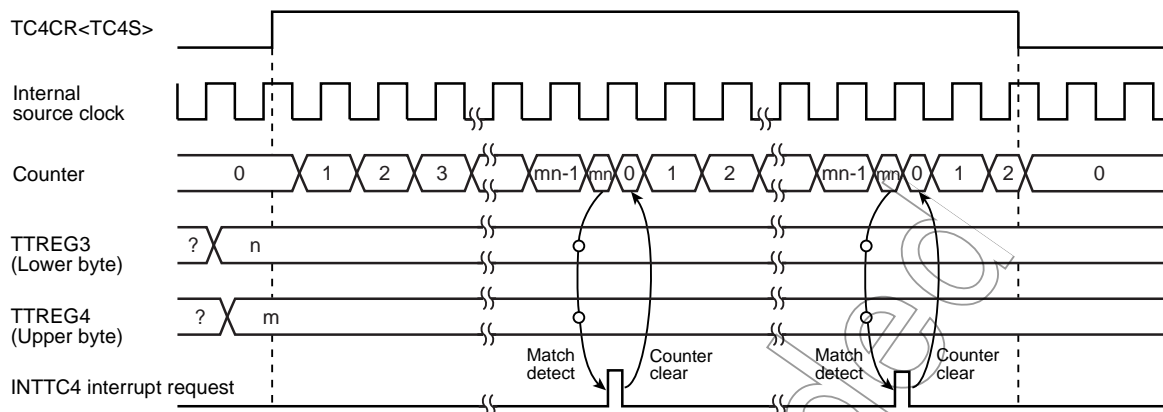 TC4CR<TC4S>
Internal
source clock
Counter
0 1 2 3 mn-1 mn 0 1 2 mn-1 mn 0 1 2 0
TTREG3
(Lower byte)
? n
TTREG4
(Upper byte)
? m
Match
detect
Counter
clear
Match
detect
Counter
clear
INTTC4 interrupt request